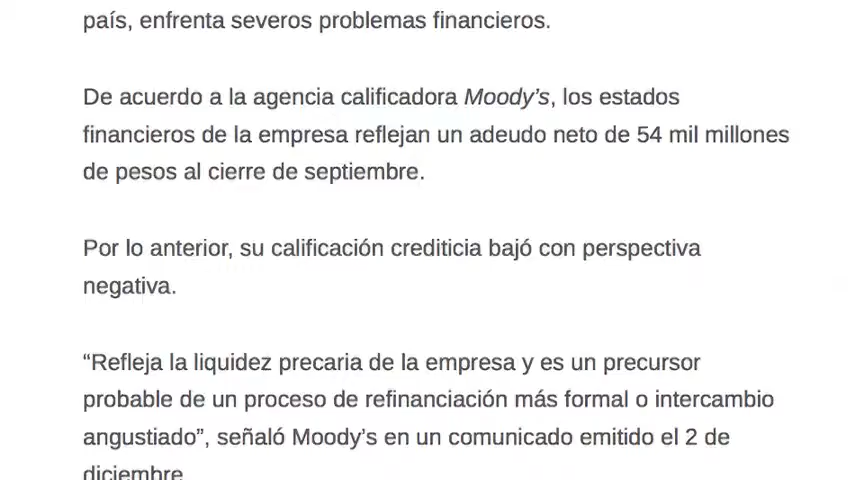 país, enfrenta severos problemas financieros.
De acuerdo a la agencia calificadora Moody’s, los estados
financieros de la empresa reflejan un adeudo neto de 54 mil millones
de pesos al cierre de septiembre.
Por lo anterior, su calificación crediticia bajó con perspectiva
negativa.
“Refleja la liquidez precaria de la empresa y es un precursor
probable de un proceso de refinanciación más formal o intercambio
angustiado”, señaló Moody’s en un comunicado emitido el 2 de
diciembre